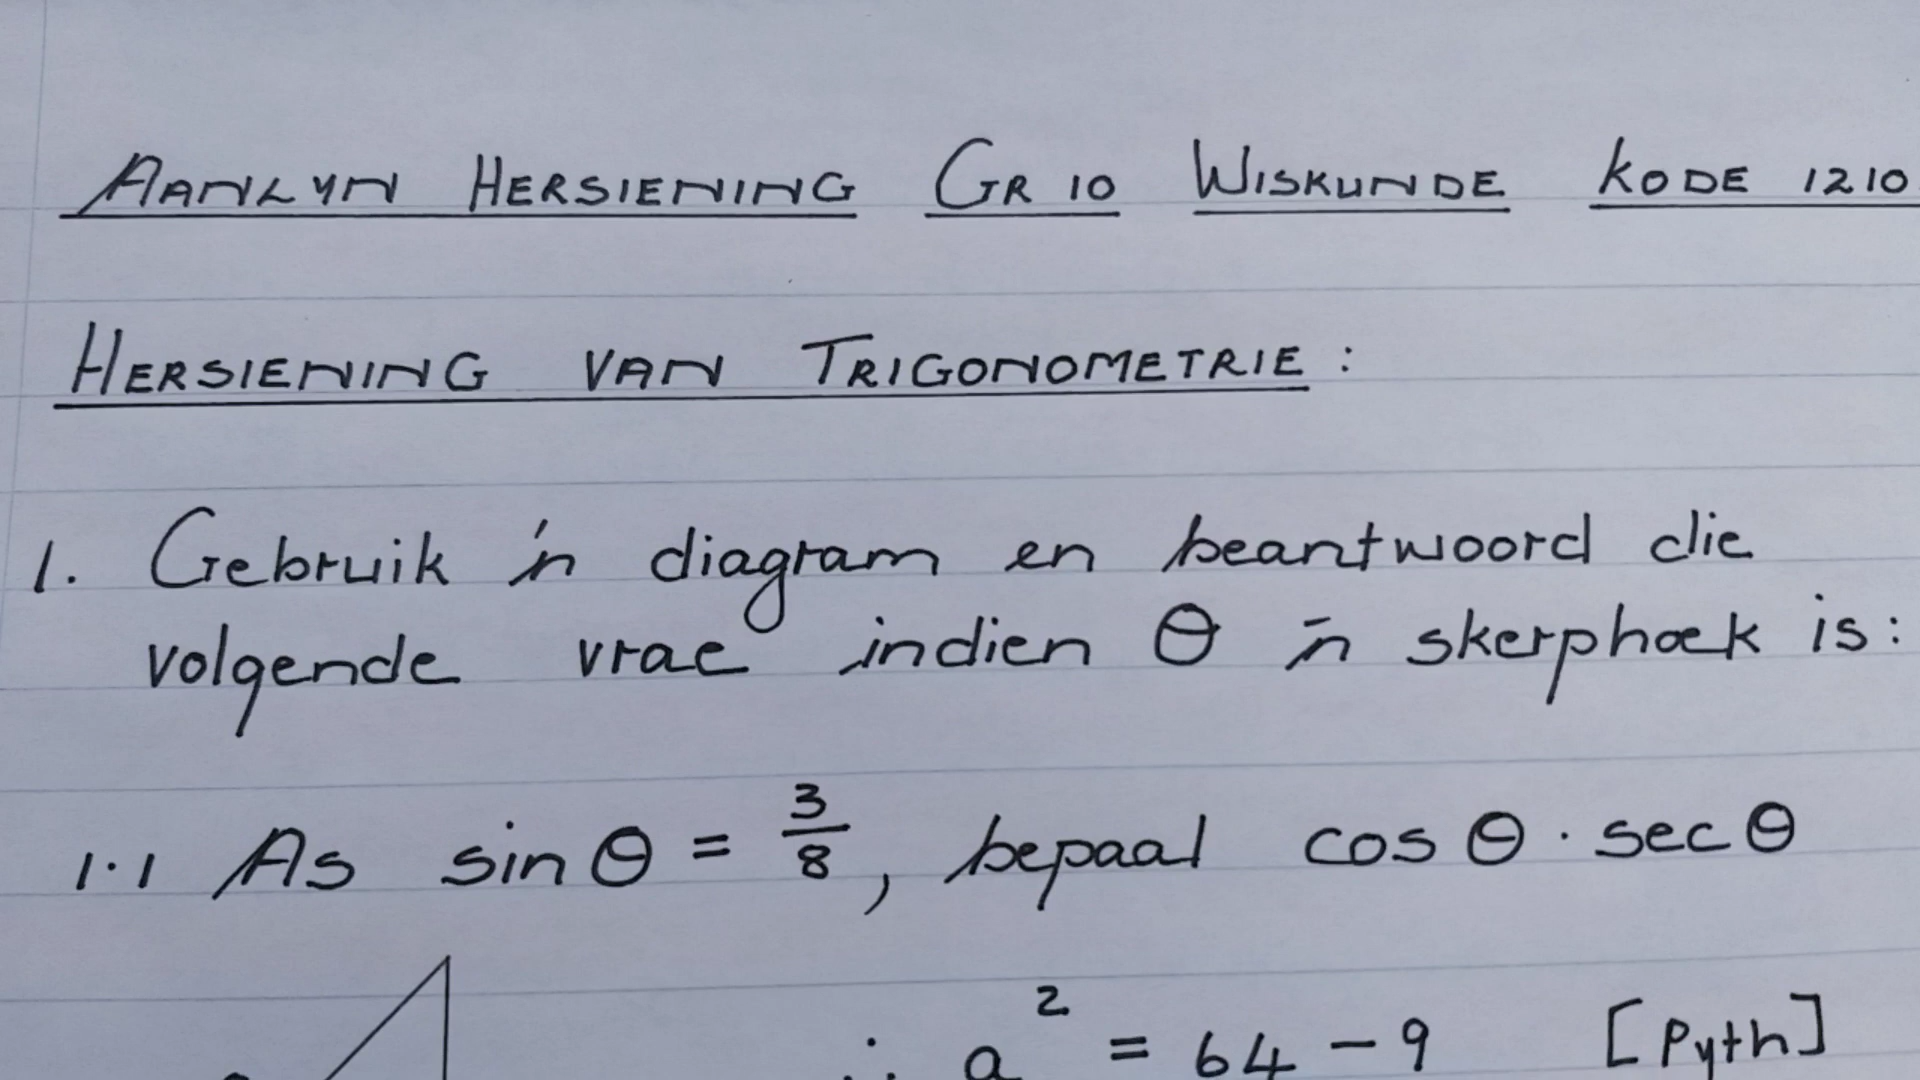 AANLYN HERSIENING GR 10 WISKUNDE KODE 1210
HERSIENING VAN TRIGONOMETRIE:
1. Gebruik 'n diagram en beantwoord die
volgende vrae indien θ 'n skerphoek is:
1.1 As sin θ = 3/8, bepaal cos θ · sec θ
∴ a² = 64 - 9 [Pyth]